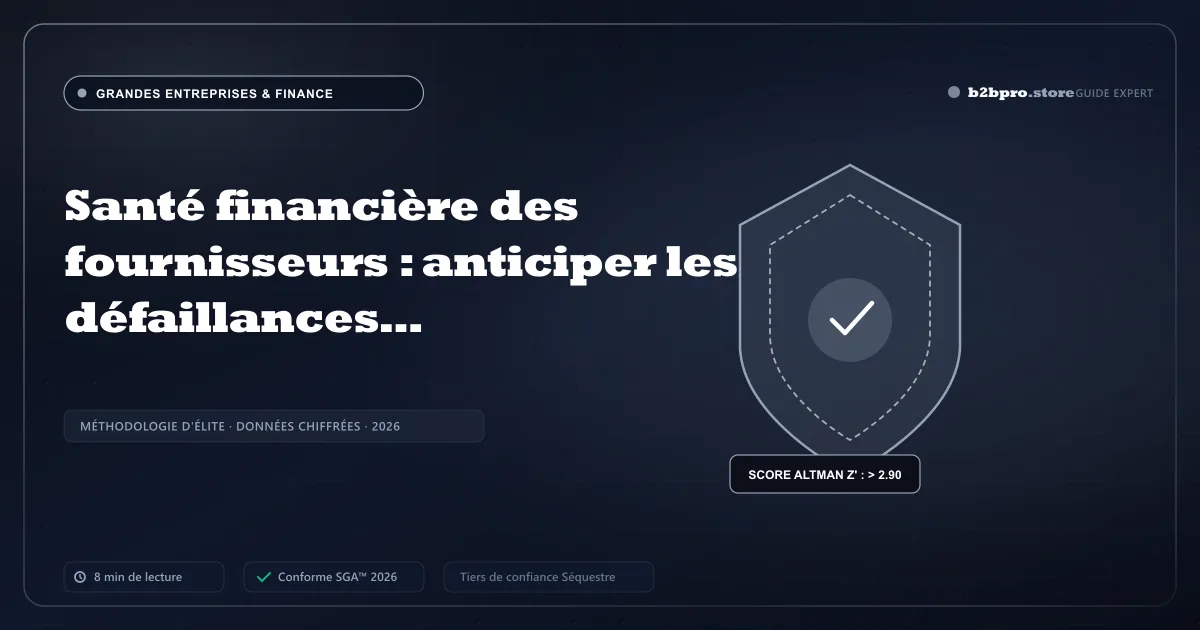 GRANDES ENTREPRISES & FINANCE
b2bpro.store GUIDE EXPERT
Santé financière des
fournisseurs : anticiper les
défaillances...
MÉTHODOLOGIE D'ÉLITE · DONNÉES CHIFFRÉES · 2026
SCORE ALTMAN Z' : > 2.90
8 min de lecture
Conforme SGA™ 2026
Tiers de confiance Séquestre